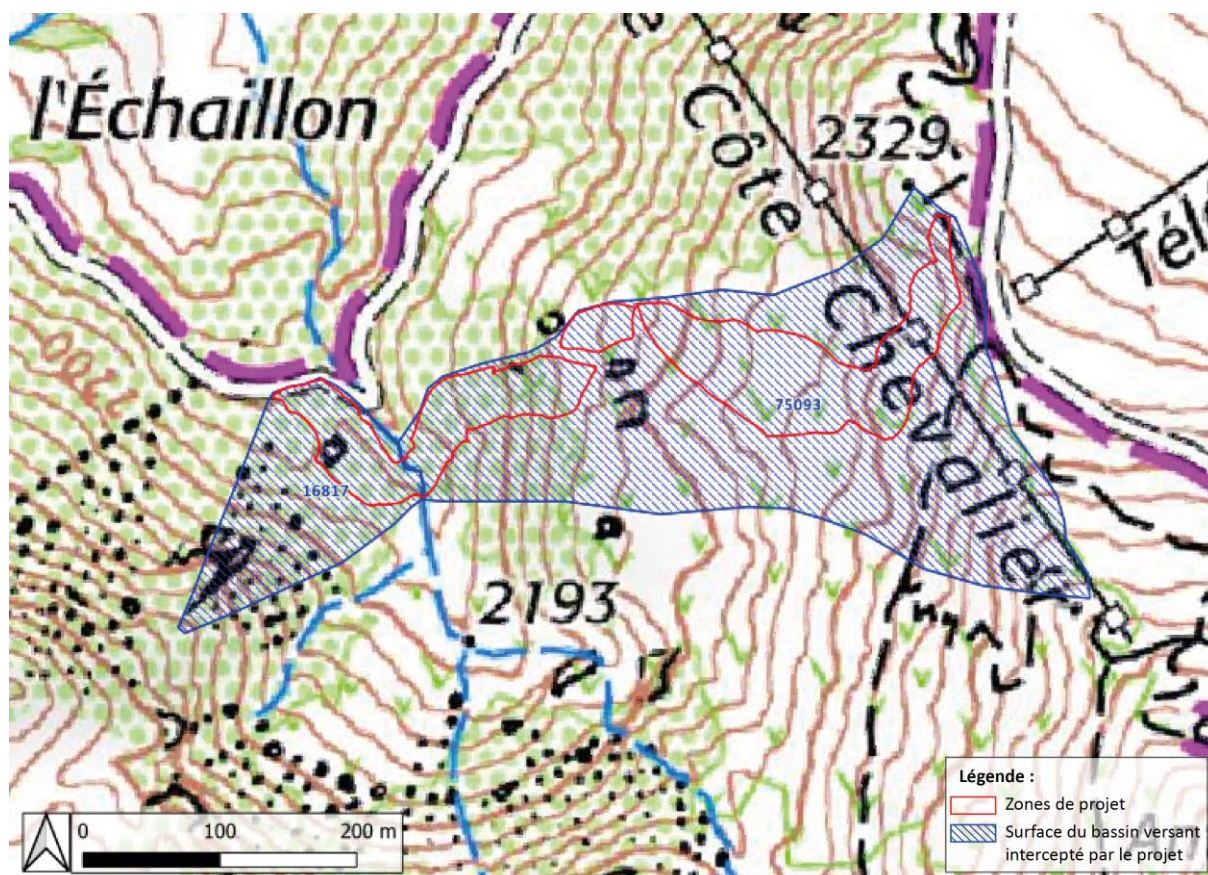 l'Échaillon
Côte
2329.
Télé
Chevalier
75093
16817
2193
Légende :
Zones de projet
Surface du bassin versant
intercepté par le projet
0 100 200 m